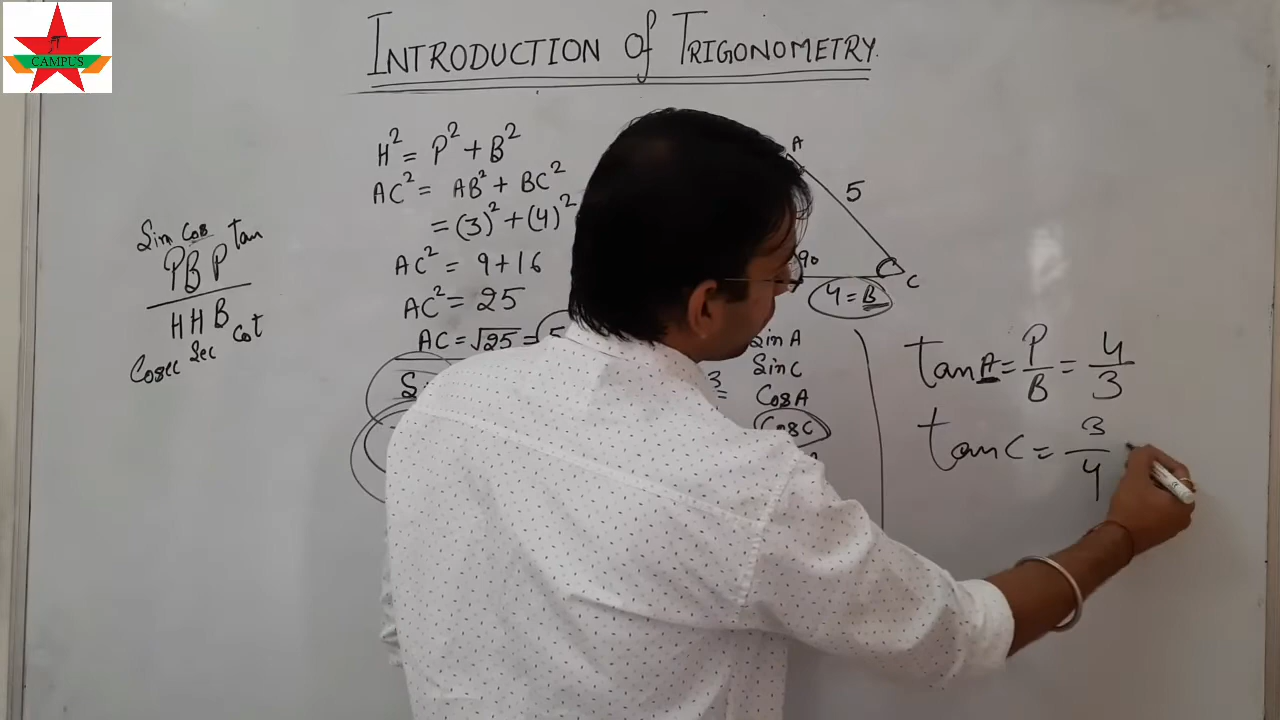 JT
CAMPUS
INTRODUCTION of TRIGONOMETRY.
Sin Cos tan
P B P
H H B
Cosec Sec Cot
H² = P² + B²
AC² = AB² + BC²
= (3)² + (4)²
AC² = 9+16
AC² = 25
AC = √25 = 5
A
5
90
C
4 = B
3
Sin A
Sin C
Cos A
Cos C
tan A = P/B = 4/3
tan C = 3/4